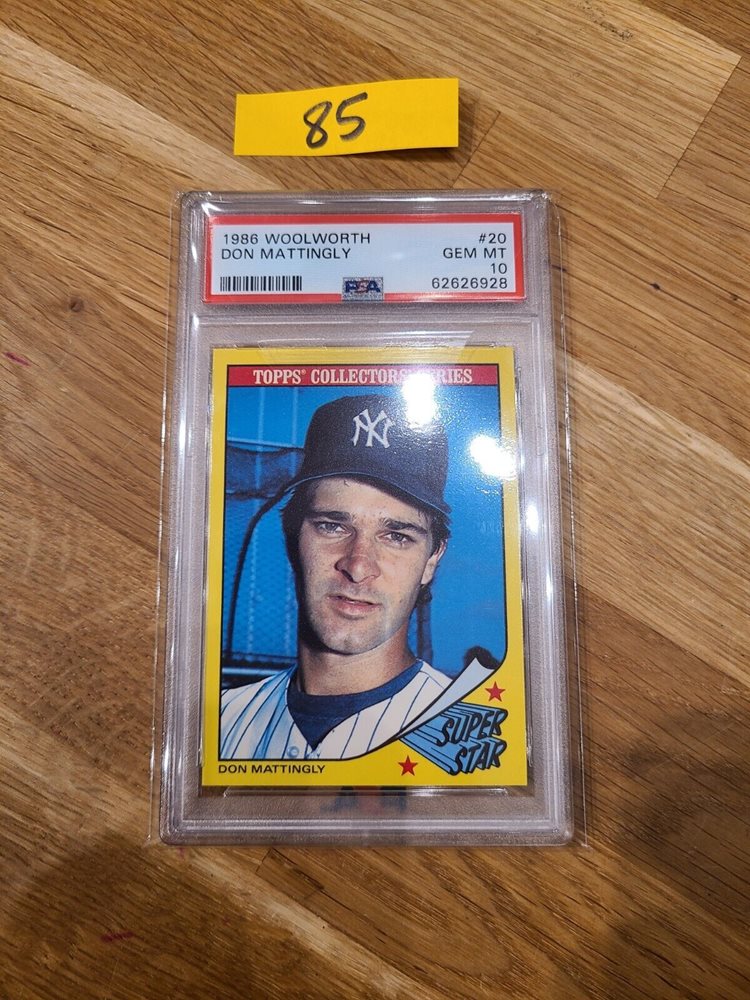 85
1986 WOOLWORTH #20
DON MATTINGLY GEM MT
10
PSA 62626928
TOPPS® COLLECTORS' SERIES
NY
SUPER
STAR
DON MATTINGLY